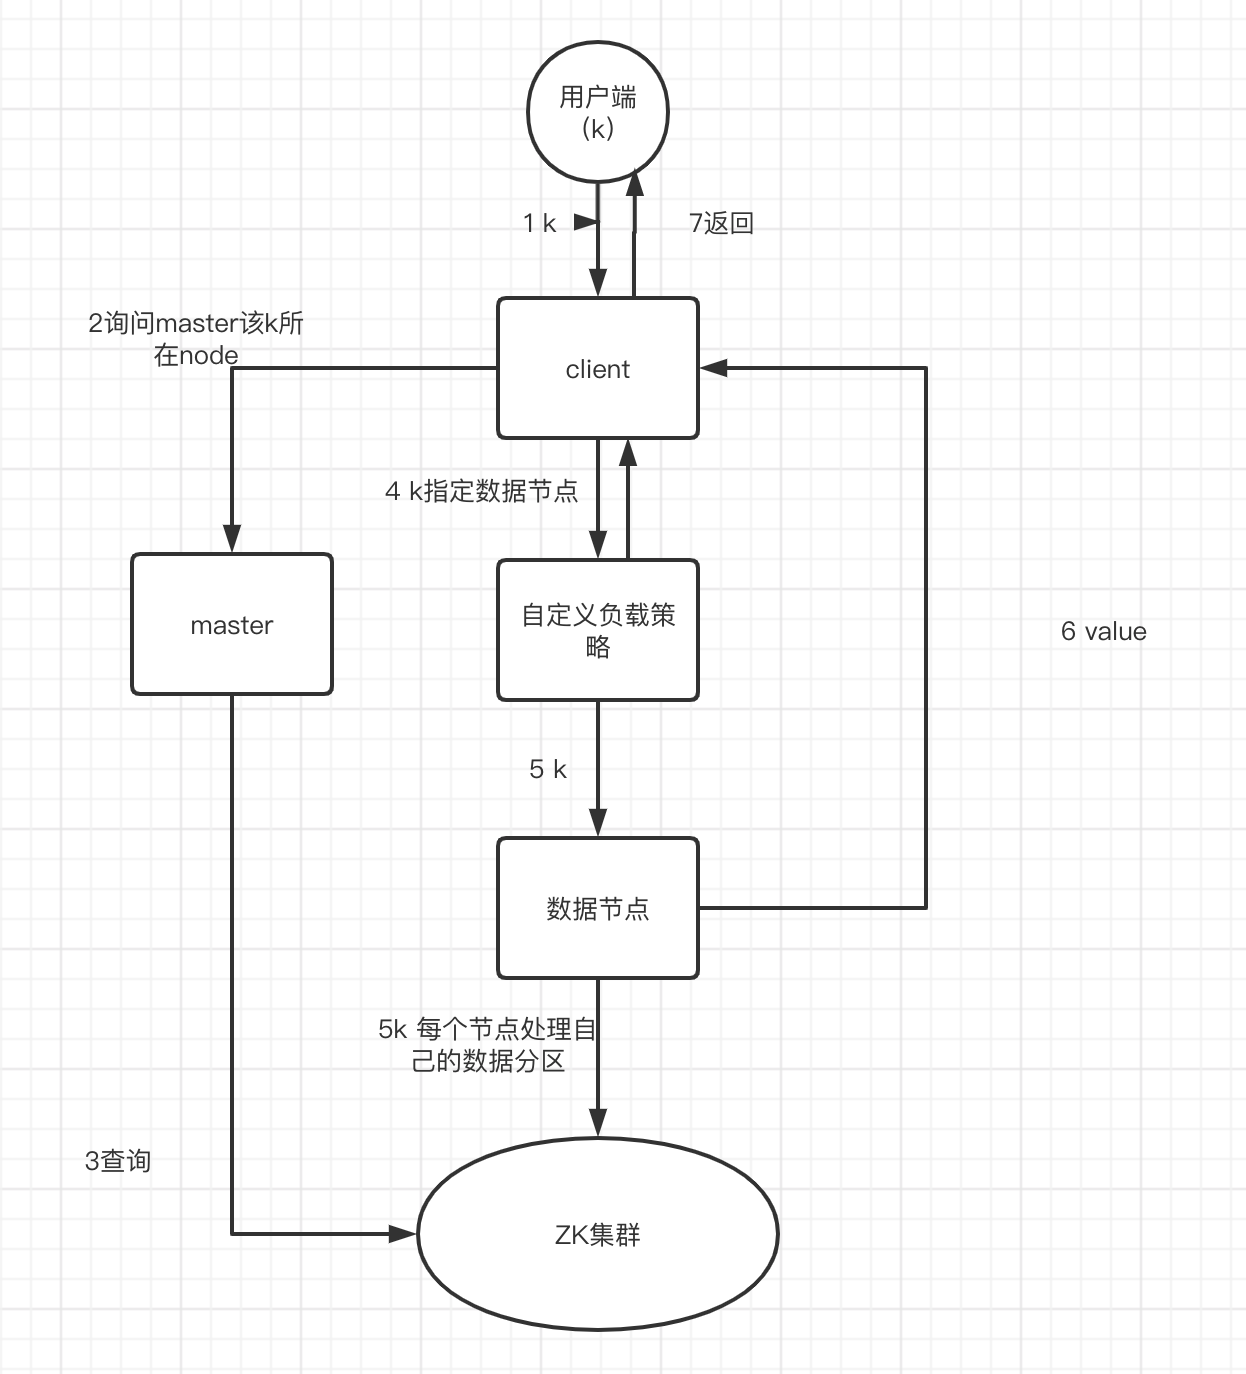 用户端
(k)
1 k
7返回
2询问master该k所
在node
client
4 k指定数据节点
master
自定义负载策
略
6 value
5 k
数据节点
5k 每个节点处理自
己的数据分区
3查询
ZK集群